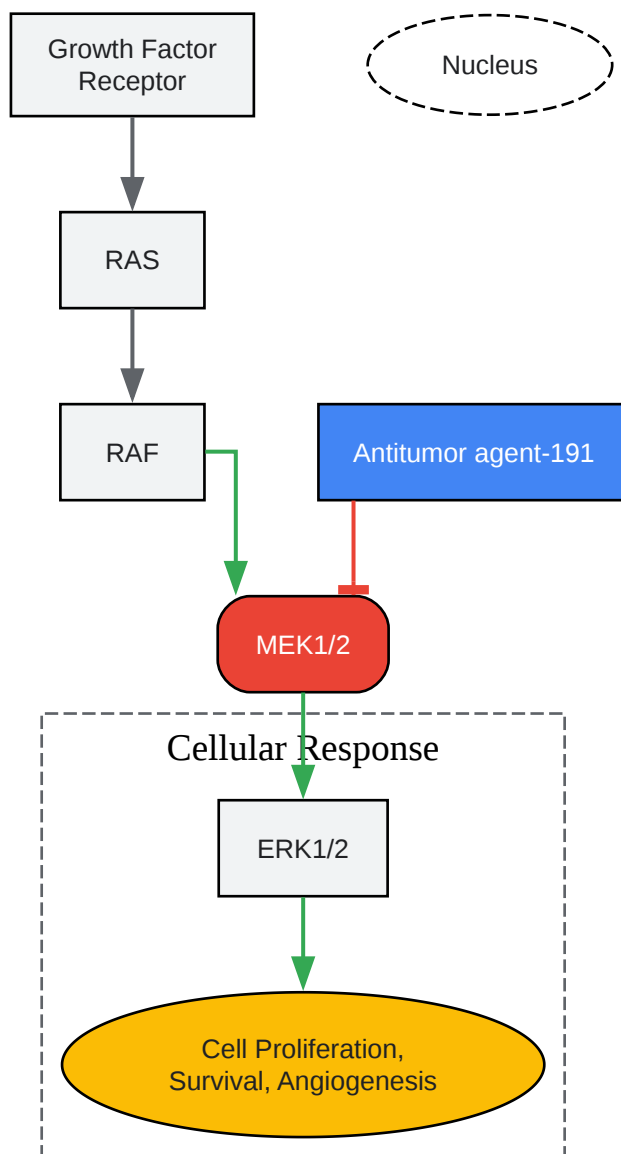 Growth Factor
Receptor
Nucleus
RAS
RAF
Antitumor agent-191
MEK1/2
Cellular Response
ERK1/2
Cell Proliferation,
Survival, Angiogenesis